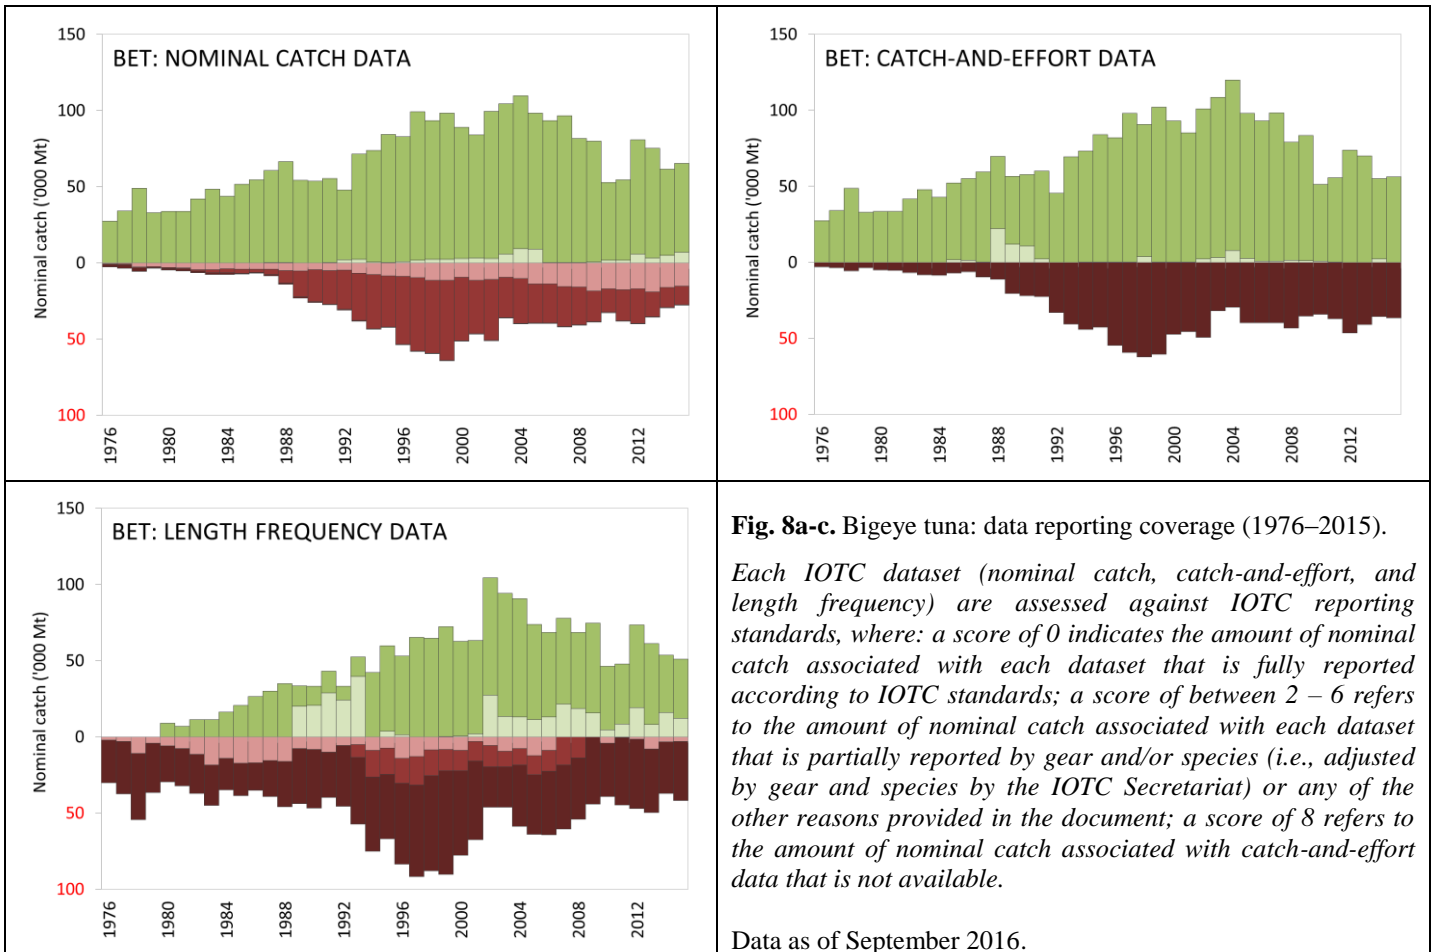 BET: NOMINAL CATCH DATA
Nominal catch ('000 Mt)
150
100
50
0
50
100
1976
1980
1984
1988
1992
1996
2000
2004
2008
2012
BET: CATCH-AND-EFFORT DATA
Nominal catch ('000 Mt)
150
100
50
0
50
100
1976
1980
1984
1988
1992
1996
2000
2004
2008
2012
BET: LENGTH FREQUENCY DATA
Nominal catch ('000 Mt)
150
100
50
0
50
100
1976
1980
1984
1988
1992
1996
2000
2004
2008
2012
Fig. 8a-c. Bigeye tuna: data reporting coverage (1976–2015).
Each IOTC dataset (nominal catch, catch-and-effort, and
length frequency) are assessed against IOTC reporting
standards, where: a score of 0 indicates the amount of nominal
catch associated with each dataset that is fully reported
according to IOTC standards; a score of between 2 – 6 refers
to the amount of nominal catch associated with each dataset
that is partially reported by gear and/or species (i.e., adjusted
by gear and species by the IOTC Secretariat) or any of the
other reasons provided in the document; a score of 8 refers to
the amount of nominal catch associated with catch-and-effort
data that is not available.
Data as of September 2016.